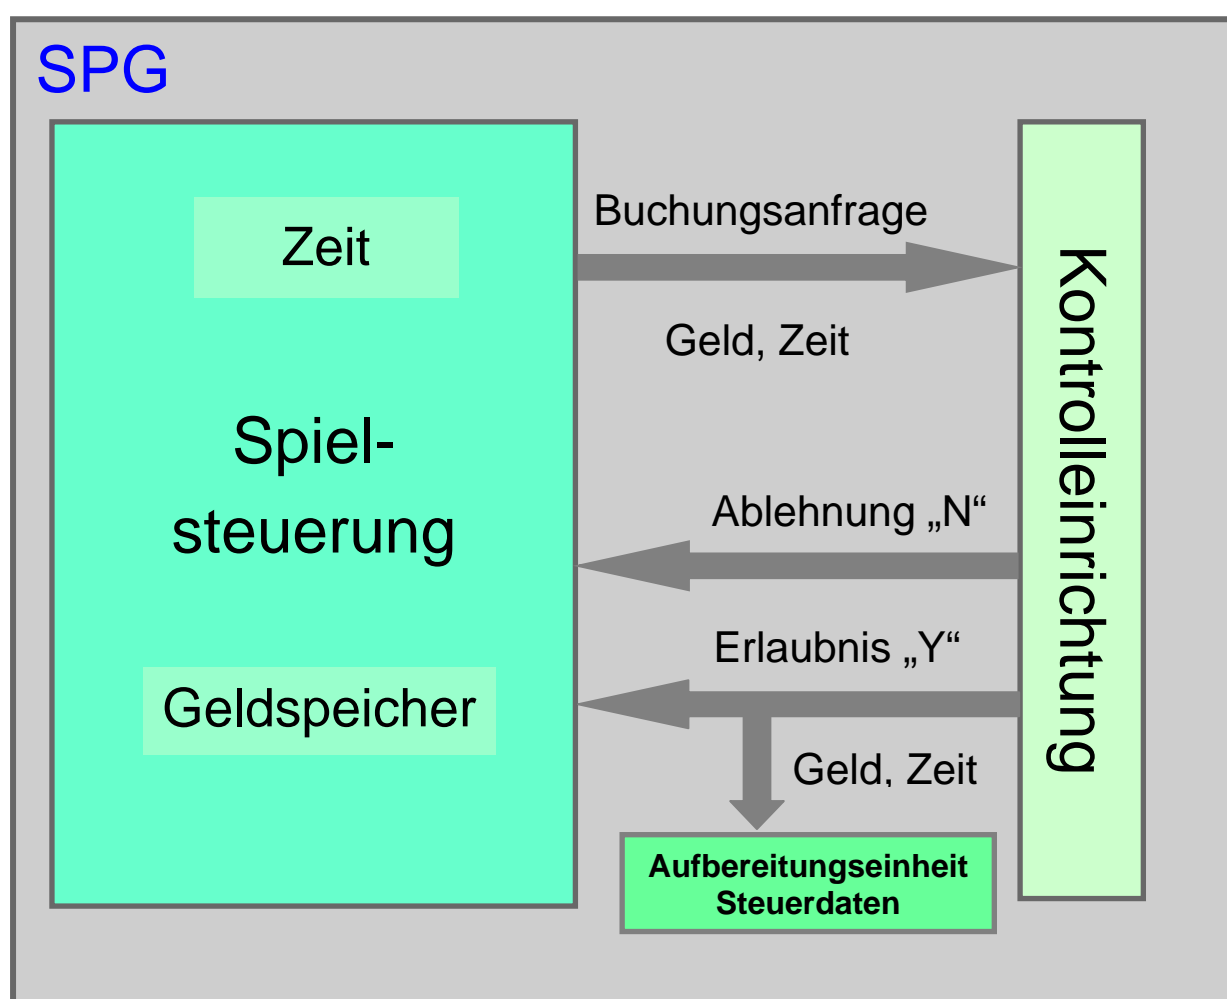 SPG
Zeit
Buchungsanfrage
Geld, Zeit
Spiel-
steuerung
Ablehnung „N“
Erlaubnis „Y“
Geldspeicher
Geld, Zeit
Aufbereitungseinheit
Steuerdaten
Kontrolleinrichtung